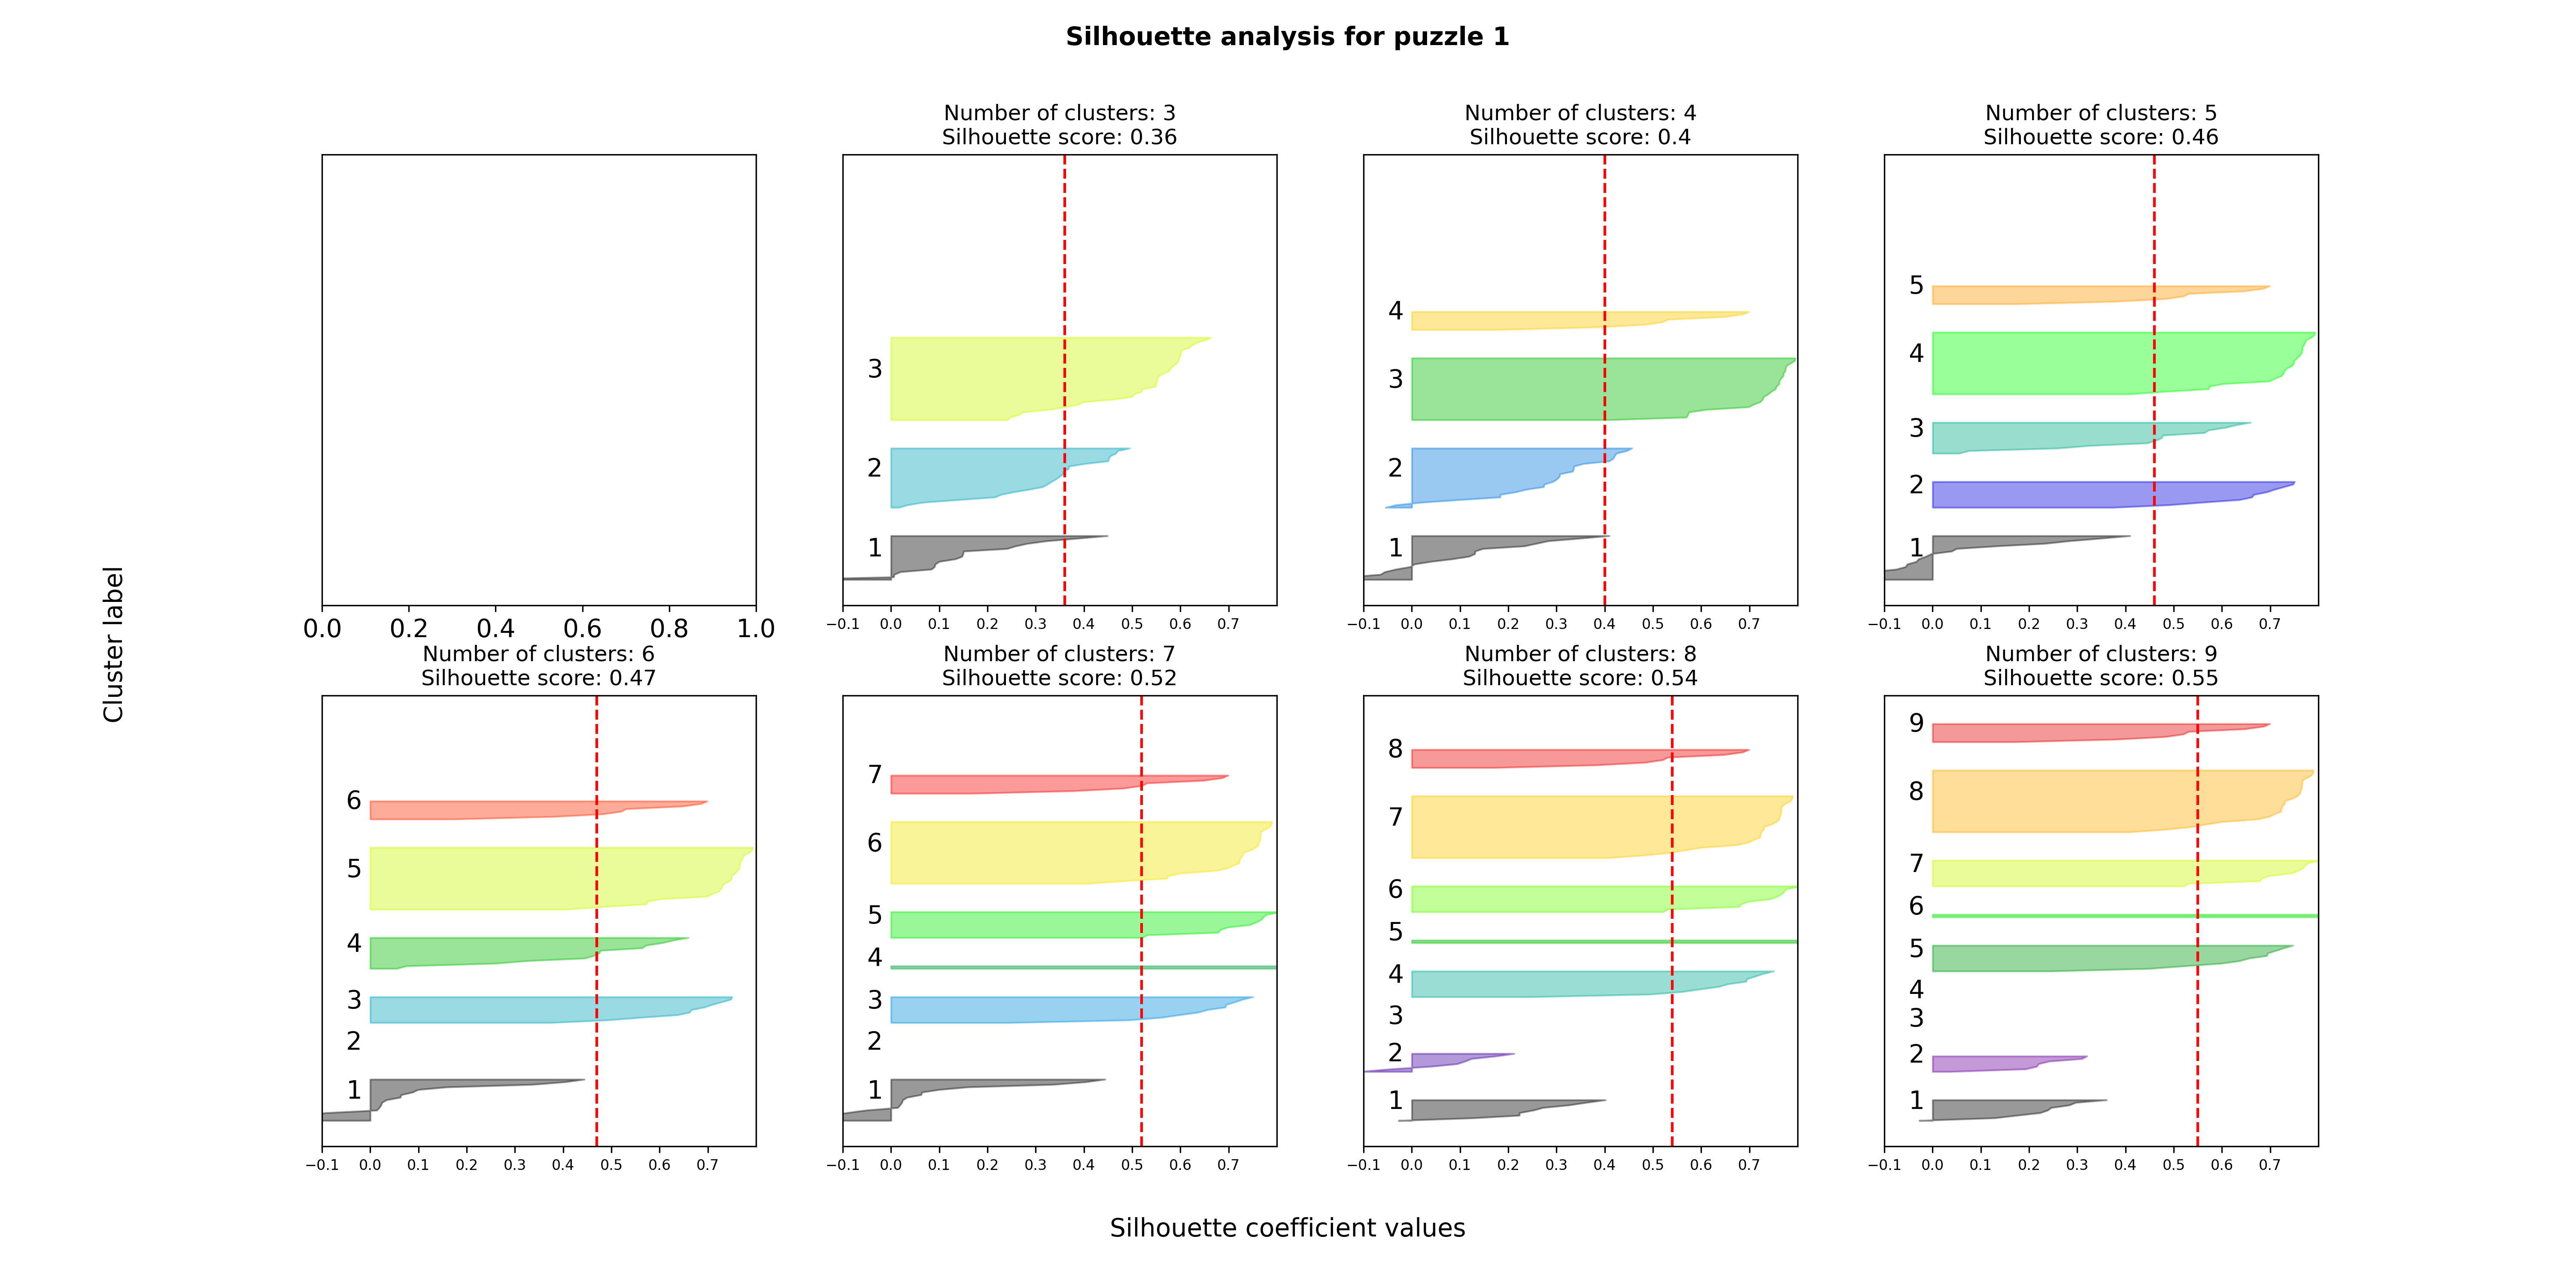 Silhouette analysis for puzzle 1
Number of clusters: 3
Silhouette score: 0.36
Number of clusters: 4
Silhouette score: 0.4
Number of clusters: 5
Silhouette score: 0.46
0.0 0.2 0.4 0.6 0.8 1.0
3
2
1
−0.1 0.0 0.1 0.2 0.3 0.4 0.5 0.6 0.7
4
3
2
1
−0.1 0.0 0.1 0.2 0.3 0.4 0.5 0.6 0.7
5
4
3
2
1
−0.1 0.0 0.1 0.2 0.3 0.4 0.5 0.6 0.7
Cluster label
Number of clusters: 6
Silhouette score: 0.47
Number of clusters: 7
Silhouette score: 0.52
Number of clusters: 8
Silhouette score: 0.54
Number of clusters: 9
Silhouette score: 0.55
6
5
4
3
2
1
−0.1 0.0 0.1 0.2 0.3 0.4 0.5 0.6 0.7
7
6
5
4
3
2
1
−0.1 0.0 0.1 0.2 0.3 0.4 0.5 0.6 0.7
8
7
6
5
4
3
2
1
−0.1 0.0 0.1 0.2 0.3 0.4 0.5 0.6 0.7
9
8
7
6
5
4
3
2
1
−0.1 0.0 0.1 0.2 0.3 0.4 0.5 0.6 0.7
Silhouette coefficient values